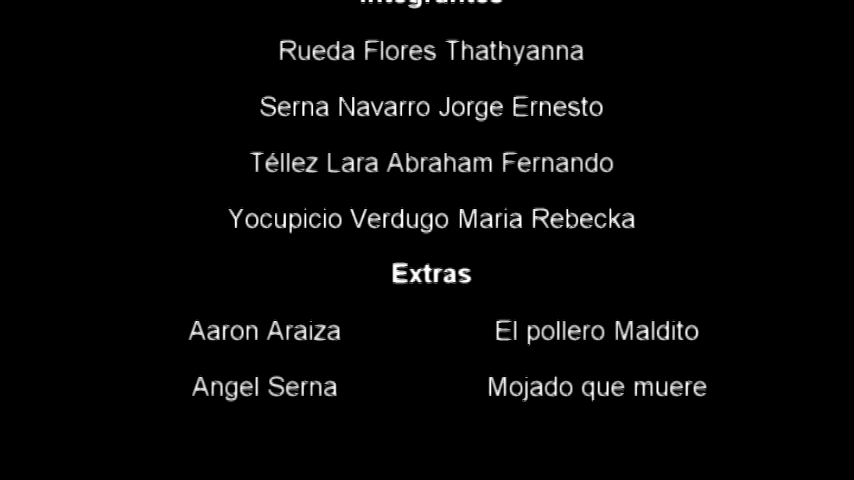 Integrantes
Rueda Flores Thathyanna
Serna Navarro Jorge Ernesto
Téllez Lara Abraham Fernando
Yocupicio Verdugo Maria Rebecka
Extras
Aaron Araiza El pollero Maldito
Angel Serna Mojado que muere